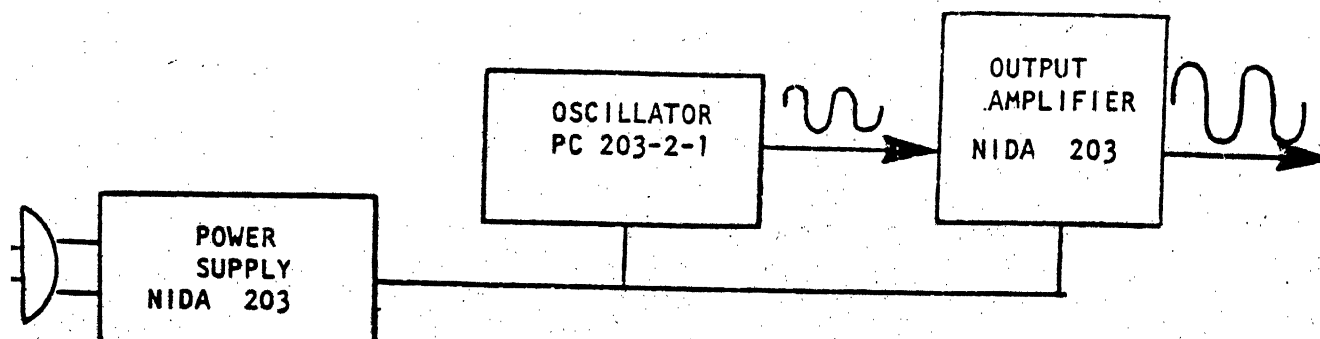 OSCILLATOR
PC 203-2-1
OUTPUT
AMPLIFIER
NIDA 203
POWER
SUPPLY
NIDA 203